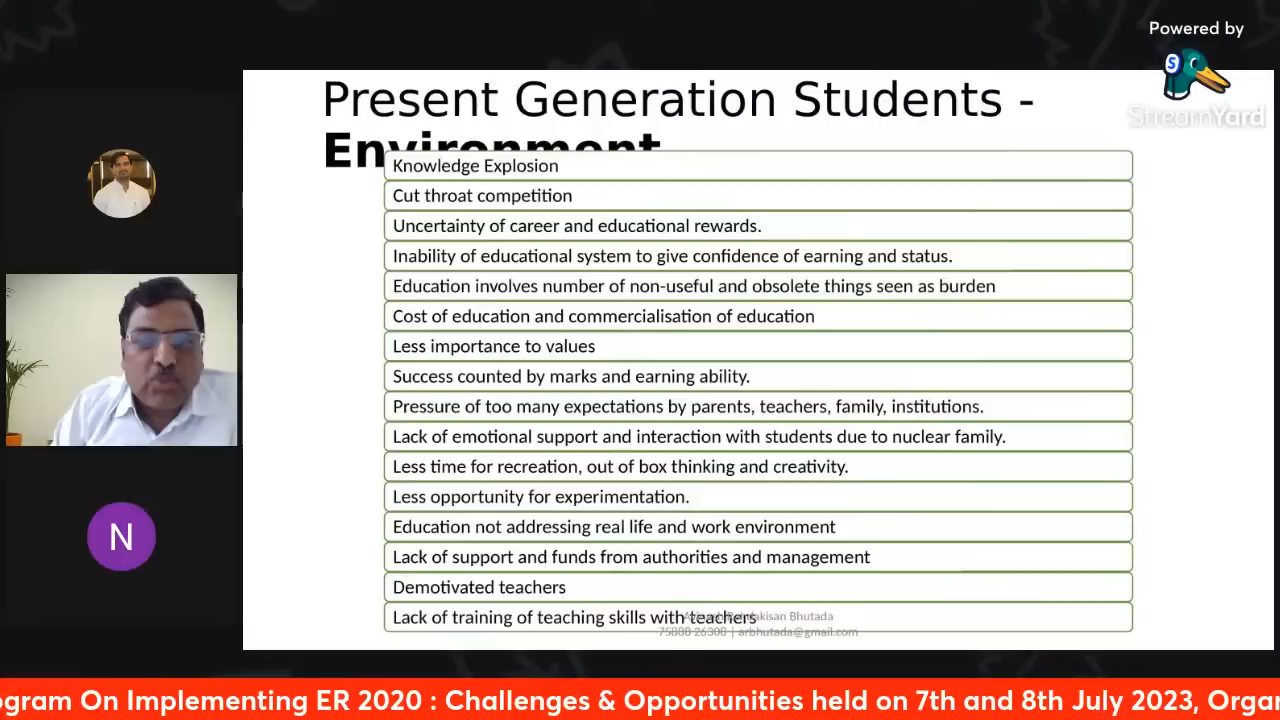 Powered by
StreamYard
Present Generation Students -
Environment
Knowledge Explosion
Cut throat competition
Uncertainty of career and educational rewards.
Inability of educational system to give confidence of earning and status.
Education involves number of non-useful and obsolete things seen as burden
Cost of education and commercialisation of education
Less importance to values
Success counted by marks and earning ability.
Pressure of too many expectations by parents, teachers, family, institutions.
Lack of emotional support and interaction with students due to nuclear family.
Less time for recreation, out of box thinking and creativity.
Less opportunity for experimentation.
Education not addressing real life and work environment
Lack of support and funds from authorities and management
Demotivated teachers
Lack of training of teaching skills with teachers
Bhutada
| arbhutada@gmail.com
N
ogram On Implementing ER 2020 : Challenges & Opportunities held on 7th and 8th July 2023, Orga